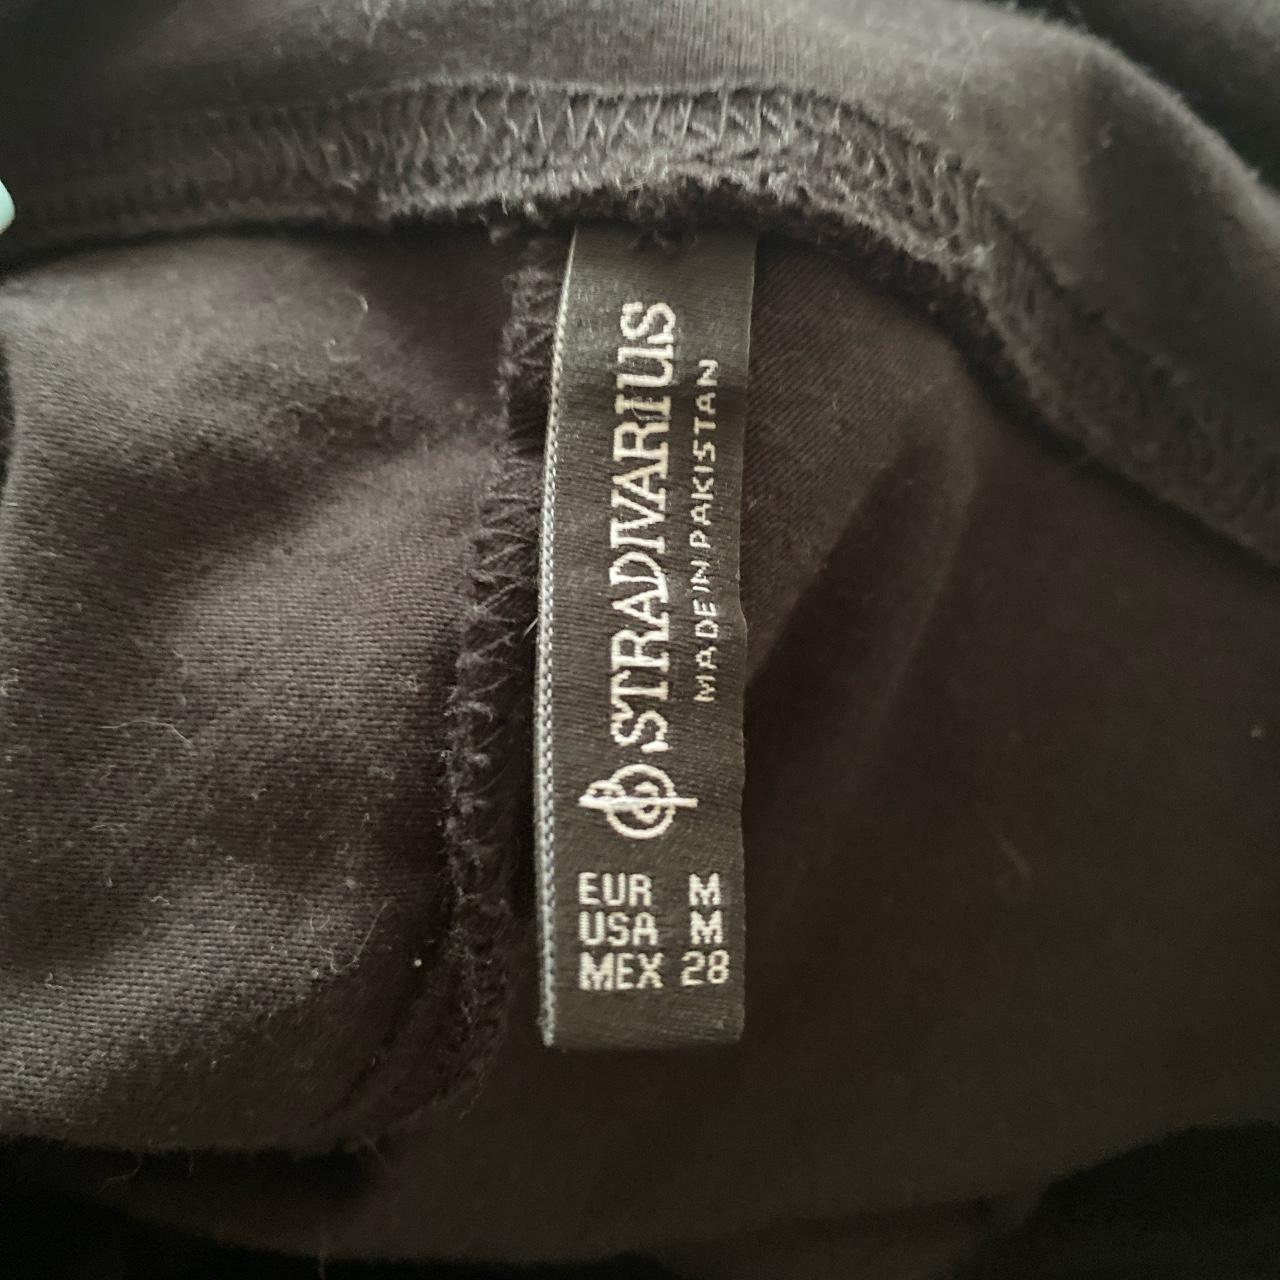 STRADIVARIUS
MADE IN PAKISTAN
EUR M
USA M
MEX 28